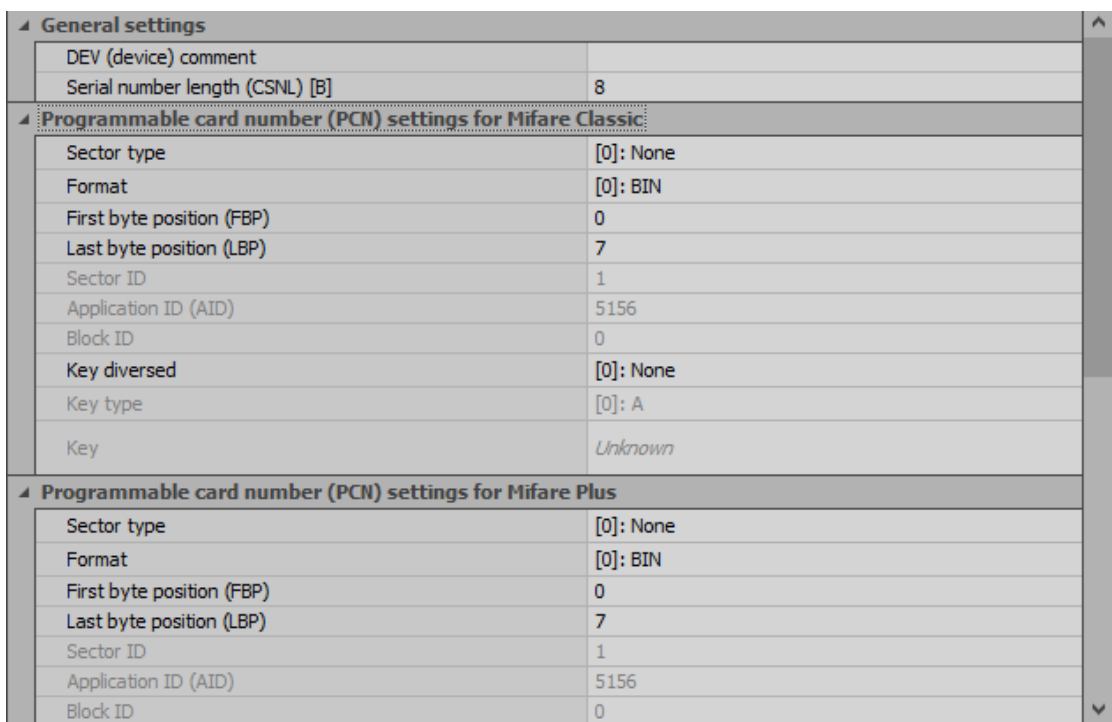 General settings
DEV (device) comment
Serial number length (CSNL) [B] 8
Programmable card number (PCN) settings for Mifare Classic
Sector type [0]: None
Format [0]: BIN
First byte position (FBP) 0
Last byte position (LBP) 7
Sector ID 1
Application ID (AID) 5156
Block ID 0
Key diversed [0]: None
Key type [0]: A
Key Unknown
Programmable card number (PCN) settings for Mifare Plus
Sector type [0]: None
Format [0]: BIN
First byte position (FBP) 0
Last byte position (LBP) 7
Sector ID 1
Application ID (AID) 5156
Block ID 0